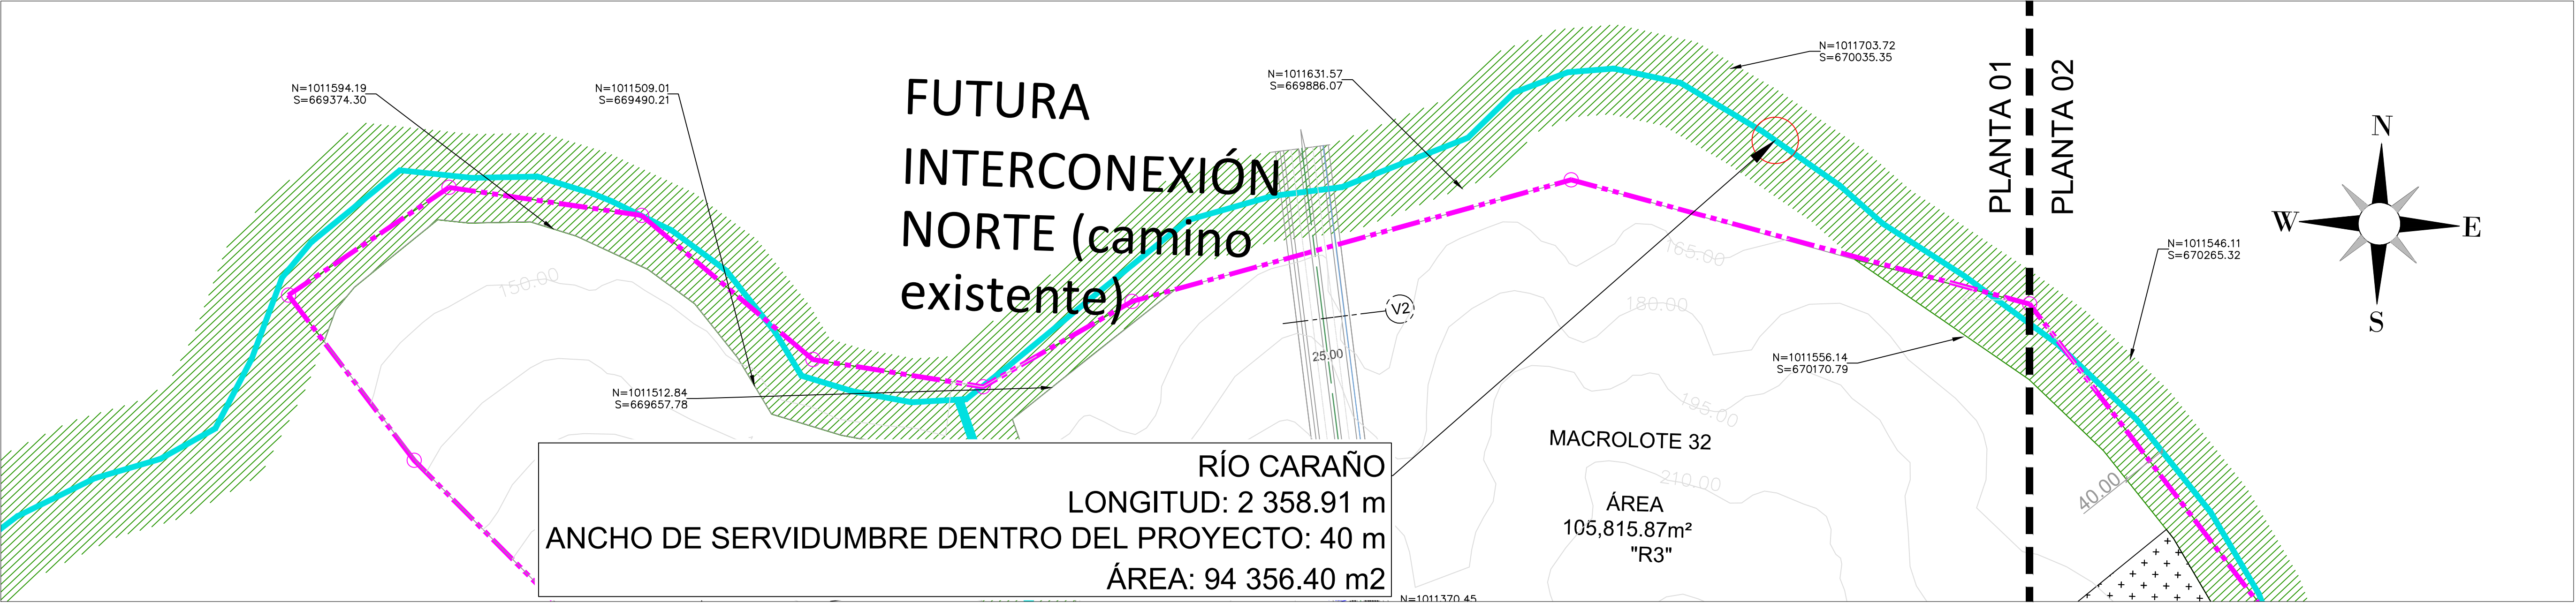 N=1011594.19
S=669374.30
N=1011509.01
S=669490.21
FUTURA
INTERCONEXIÓN
NORTE (camino
existente)
N=1011631.57
S=669886.07
N=1011703.72
S=670035.35
PLANTA 01
PLANTA 02
N
W
E
S
N=1011546.11
S=670265.32
150.00
165.00
180.00
V2
25.00
N=1011556.14
S=670170.79
N=1011512.84
S=669657.78
195.00
MACROLOTE 32
210.00
ÁREA
105,815.87m²
"R3"
40.00
RÍO CARAÑO
LONGITUD: 2 358.91 m
ANCHO DE SERVIDUMBRE DENTRO DEL PROYECTO: 40 m
ÁREA: 94 356.40 m2
N=1011370.45